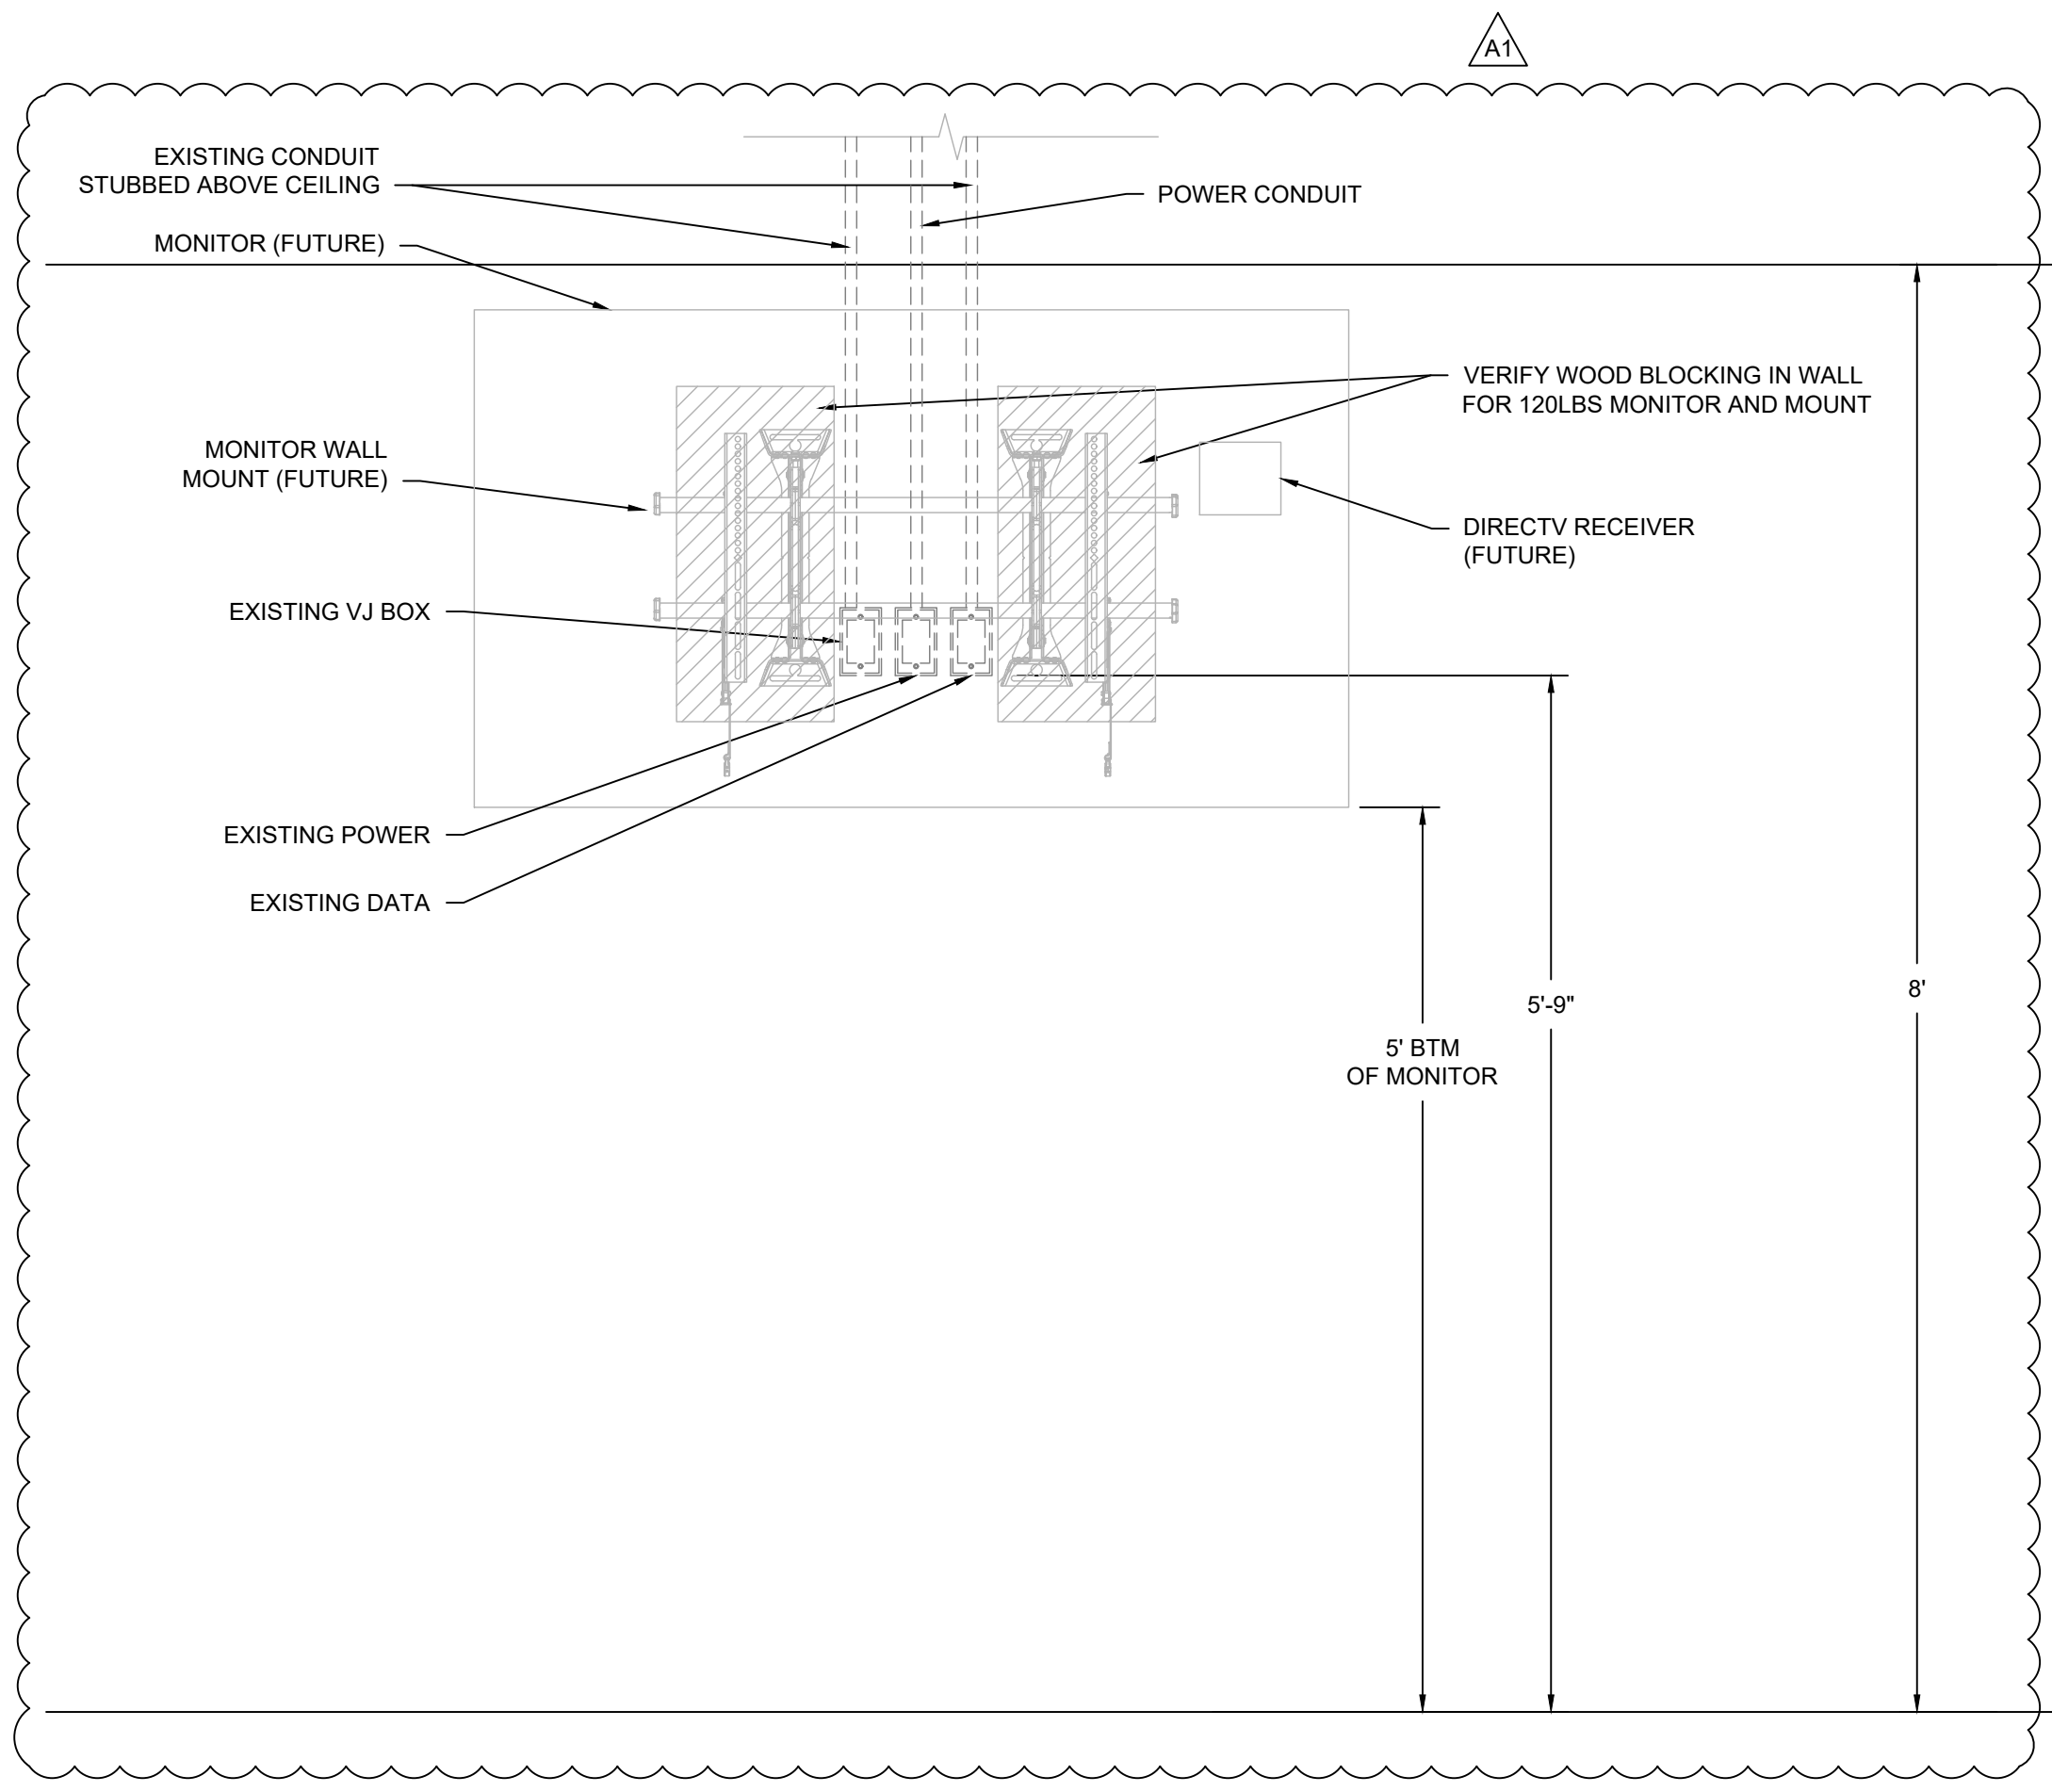 A1
EXISTING CONDUIT
STUBBED ABOVE CEILING
POWER CONDUIT
MONITOR (FUTURE)
VERIFY WOOD BLOCKING IN WALL
FOR 120LBS MONITOR AND MOUNT
MONITOR WALL
MOUNT (FUTURE)
DIRECTV RECEIVER
(FUTURE)
EXISTING VJ BOX
EXISTING POWER
EXISTING DATA
8'
5'-9"
5' BTM
OF MONITOR